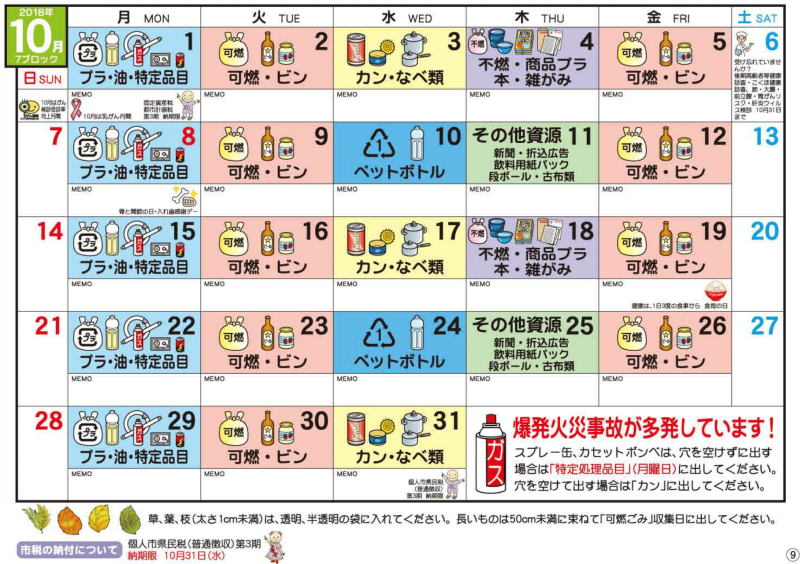 2018年
10月
7ブロック
月 MON
火 TUE
水 WED
木 THU
金 FRI
土 SAT
日 SUN
1
プラ
プラ・油・特定品目
MEMO
10月は乳がん月間
固定資産税
都市計画税
第3期 納期限
2
可燃
可燃・ビン
MEMO
3
カン・なべ類
MEMO
4
不燃
不燃・商品プラ
本・雑がみ
MEMO
5
可燃
可燃・ビン
MEMO
6
受け忘れていませ
んか?
後期高齢者等健康
診査・こくほ健康
診査、肺・大腸・
前立腺・胃がんリ
スク・肝炎ウイル
ス検診 10月31日
まで
10月はがん
検診受診率
向上月間
7
8
プラ
プラ・油・特定品目
MEMO
骨と関節の日・入れ歯感謝デー
9
可燃
可燃・ビン
MEMO
10
1
ペットボトル
MEMO
その他資源 11
新聞・折込広告
飲料用紙パック
段ボール・古布類
MEMO
12
可燃
可燃・ビン
MEMO
13
14
15
プラ
プラ・油・特定品目
MEMO
16
可燃
可燃・ビン
MEMO
17
カン・なべ類
MEMO
18
不燃
不燃・商品プラ
本・雑がみ
MEMO
19
可燃
可燃・ビン
MEMO
健康は、1日3度の食事から 食育の日
20
21
22
プラ
プラ・油・特定品目
MEMO
23
可燃
可燃・ビン
MEMO
24
1
ペットボトル
MEMO
その他資源 25
新聞・折込広告
飲料用紙パック
段ボール・古布類
MEMO
26
可燃
可燃・ビン
MEMO
27
28
29
プラ
プラ・油・特定品目
MEMO
30
可燃
可燃・ビン
MEMO
31
カン・なべ類
MEMO
個人市県民税
(普通徴収)
第3期 納期限
ガス
爆発火災事故が多発しています!
スプレー缶、カセットボンベは、穴を空けずに出す
場合は「特定処理品目」(月曜日)に出してください。
穴を空けて出す場合は「カン」に出してください。
草、葉、枝(太さ1cm未満)は、透明、半透明の袋に入れてください。長いものは50cm未満に束ねて「可燃ごみ」収集日に出してください。
市税の納付について
個人市県民税(普通徴収)第3期
納期限 10月31日(水)
9